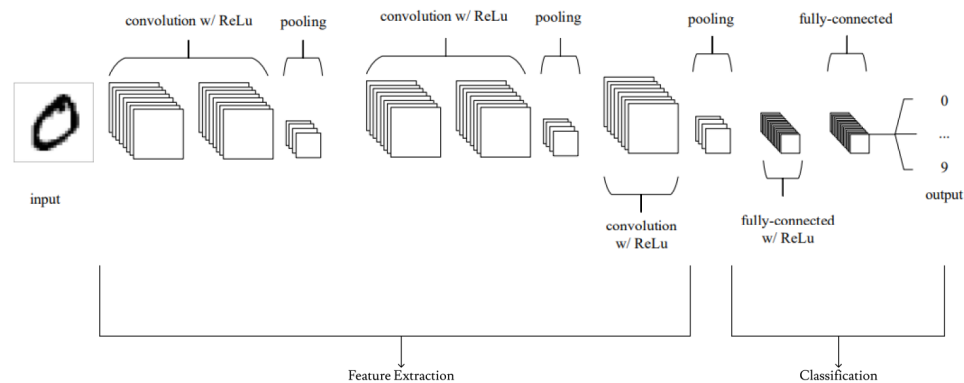 convolution w/ ReLu
pooling
convolution w/ ReLu
pooling
pooling
fully-connected
0
...
9
input
output
convolution
w/ ReLu
fully-connected
w/ ReLu
Feature Extraction
Classification